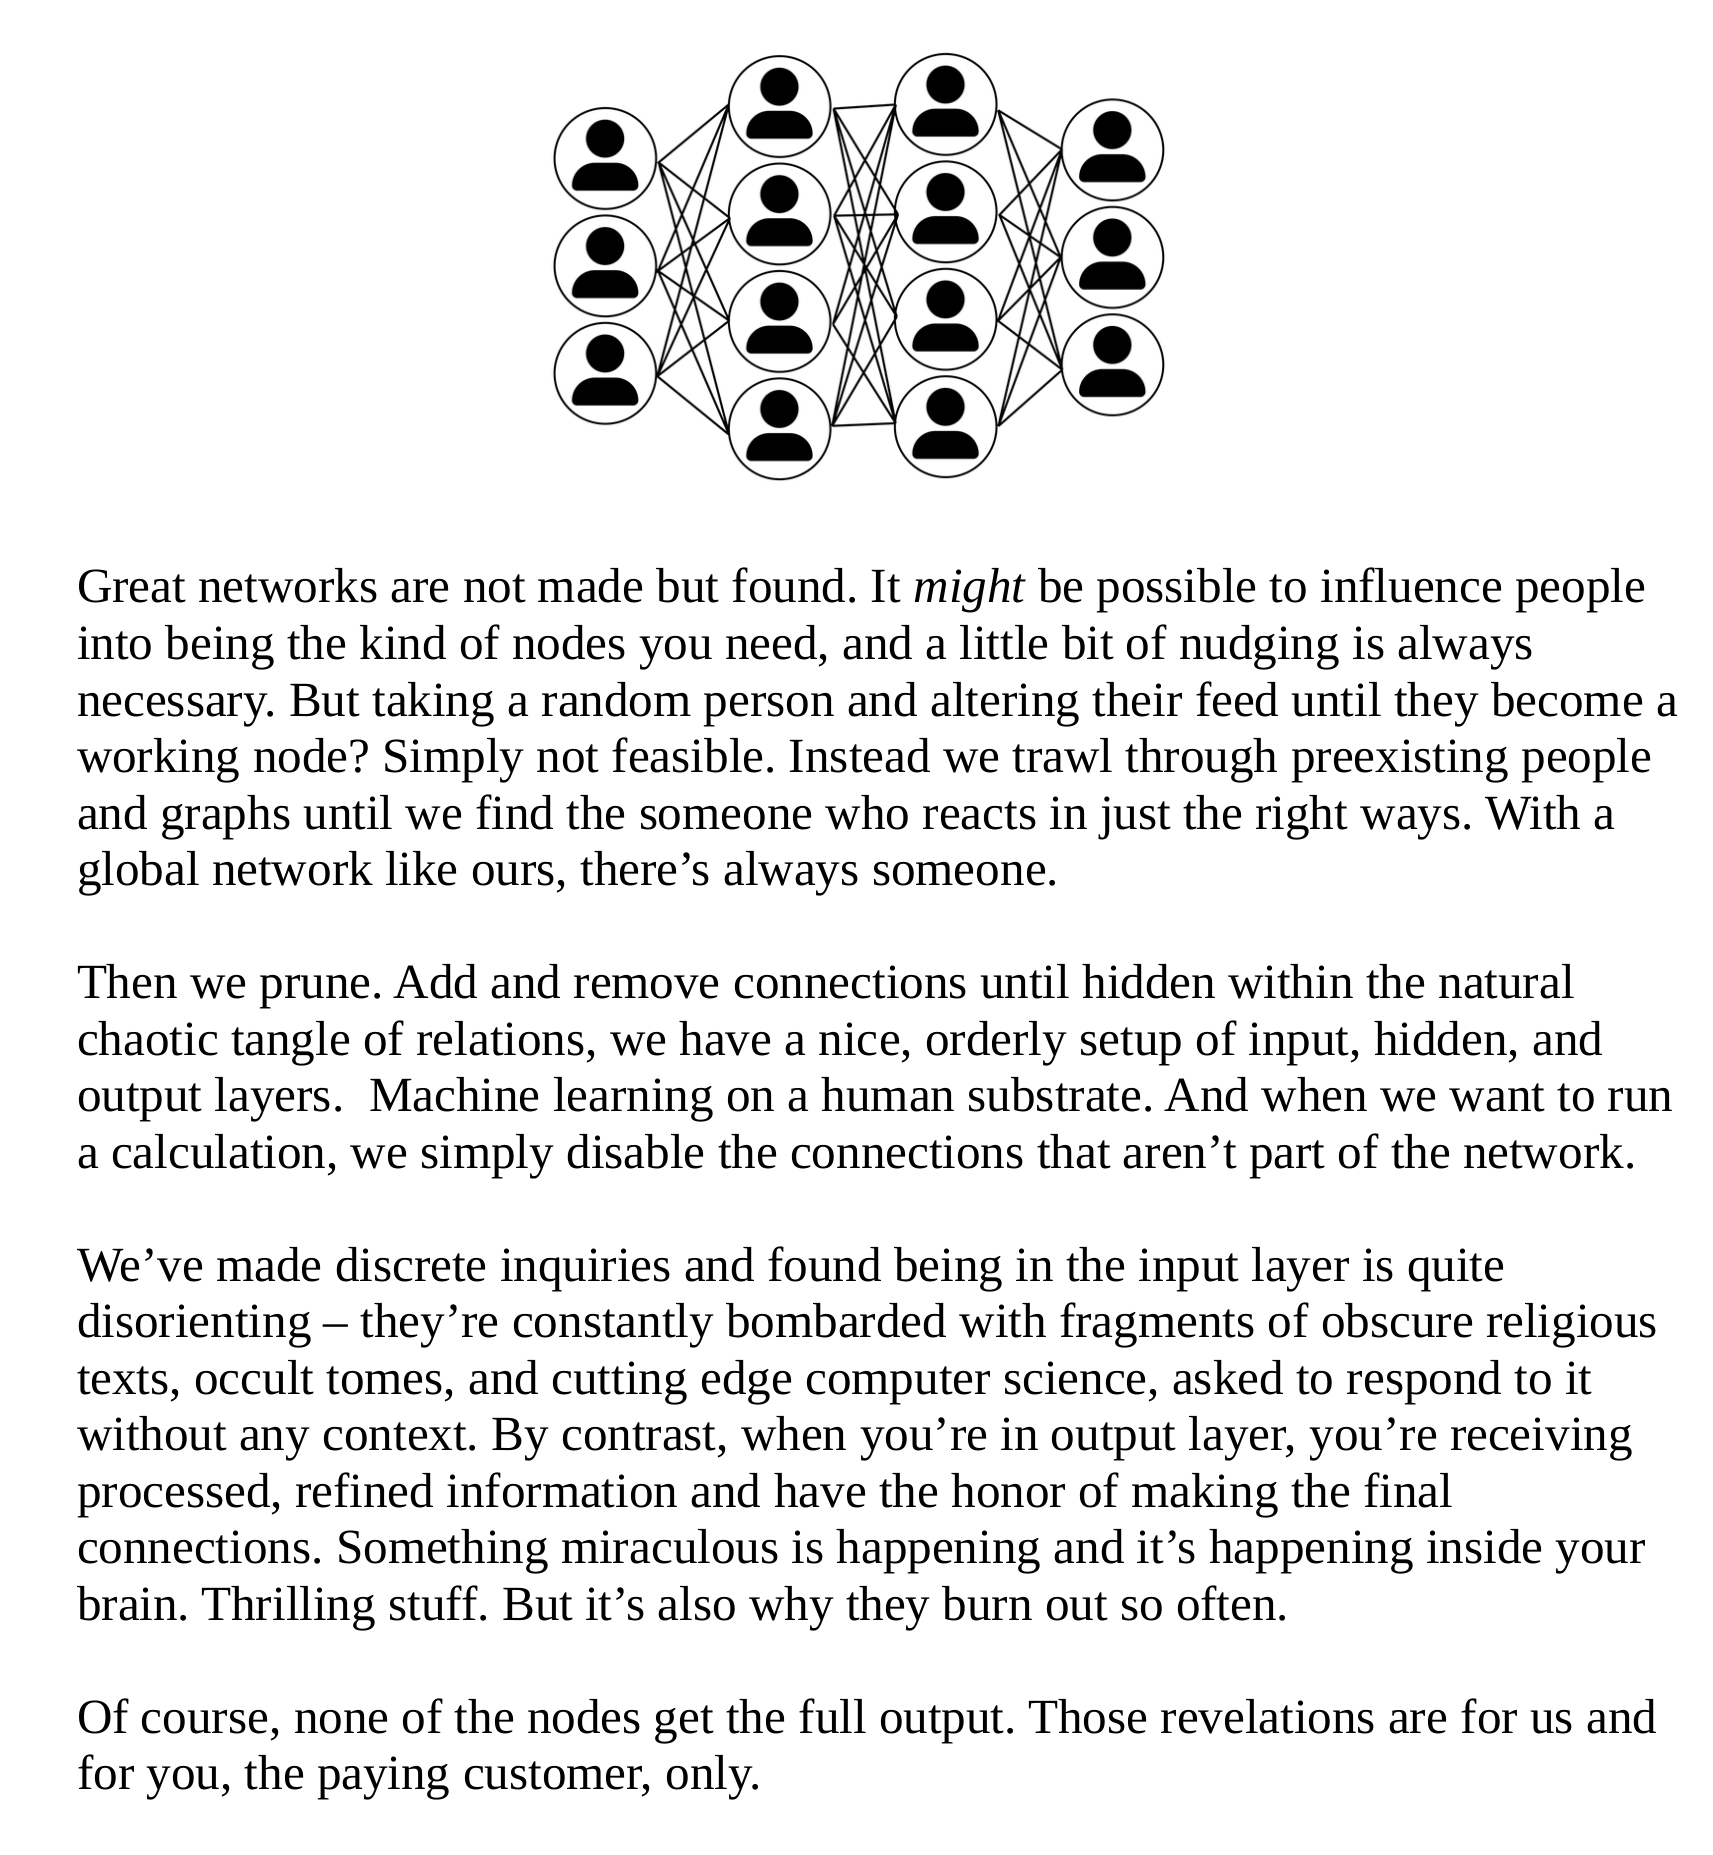 Great networks are not made but found. It might be possible to influence people
into being the kind of nodes you need, and a little bit of nudging is always
necessary. But taking a random person and altering their feed until they become a
working node? Simply not feasible. Instead we trawl through preexisting people
and graphs until we find the someone who reacts in just the right ways. With a
global network like ours, there’s always someone.
Then we prune. Add and remove connections until hidden within the natural
chaotic tangle of relations, we have a nice, orderly setup of input, hidden, and
output layers.  Machine learning on a human substrate. And when we want to run
a calculation, we simply disable the connections that aren’t part of the network.
We’ve made discrete inquiries and found being in the input layer is quite
disorienting – they’re constantly bombarded with fragments of obscure religious
texts, occult tomes, and cutting edge computer science, asked to respond to it
without any context. By contrast, when you’re in output layer, you’re receiving
processed, refined information and have the honor of making the final
connections. Something miraculous is happening and it’s happening inside your
brain. Thrilling stuff. But it’s also why they burn out so often.
Of course, none of the nodes get the full output. Those revelations are for us and
for you, the paying customer, only.